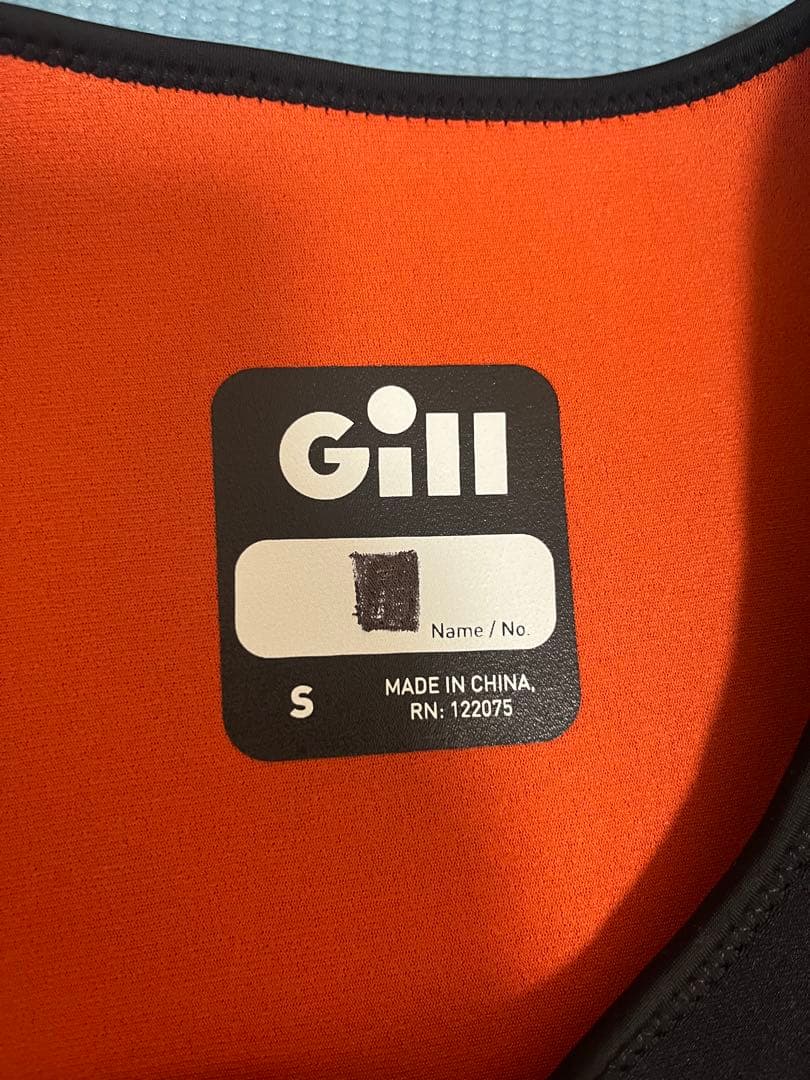 Gill
Name / No.
S
MADE IN CHINA,
RN: 122075